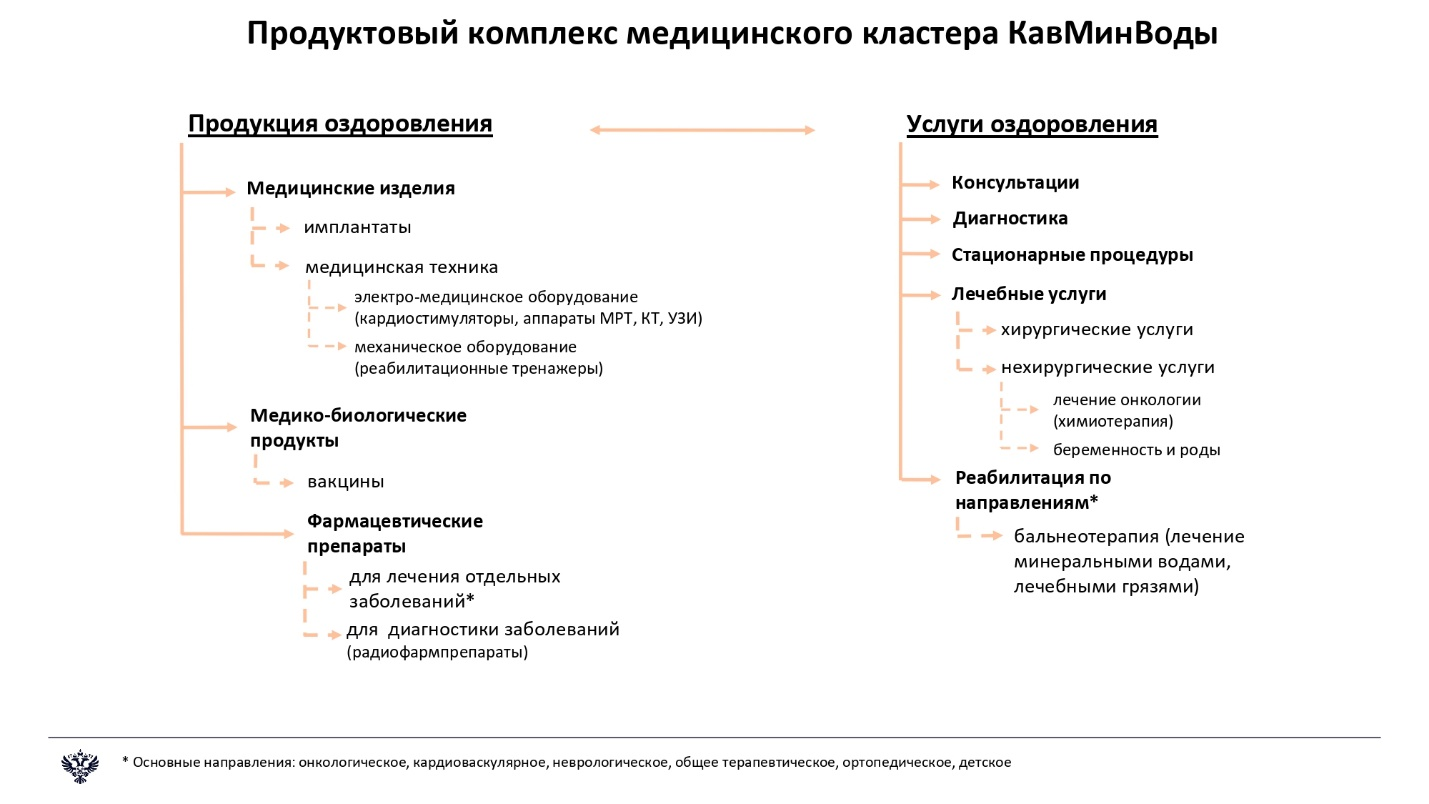 Продуктовый комплекс медицинского кластера КавМинВоды
Продукция оздоровления
Медицинские изделия
имплантаты
медицинская техника
электро-медицинское оборудование
(кардиостимуляторы, аппараты МРТ, КТ, УЗИ)
механическое оборудование
(реабилитационные тренажеры)
Медико-биологические
продукты
вакцины
Фармацевтические
препараты
для лечения отдельных
заболеваний*
для диагностики заболеваний
(радиофармпрепараты)
Услуги оздоровления
Консультации
Диагностика
Стационарные процедуры
Лечебные услуги
хирургические услуги
нехирургические услуги
лечение онкологии
(химиотерапия)
беременность и роды
Реабилитация по
направлениям*
бальнеотерапия (лечение
минеральными водами,
лечебными грязями)
* Основные направления: онкологическое, кардиоваскулярное, неврологическое, общее терапевтическое, ортопедическое, детское